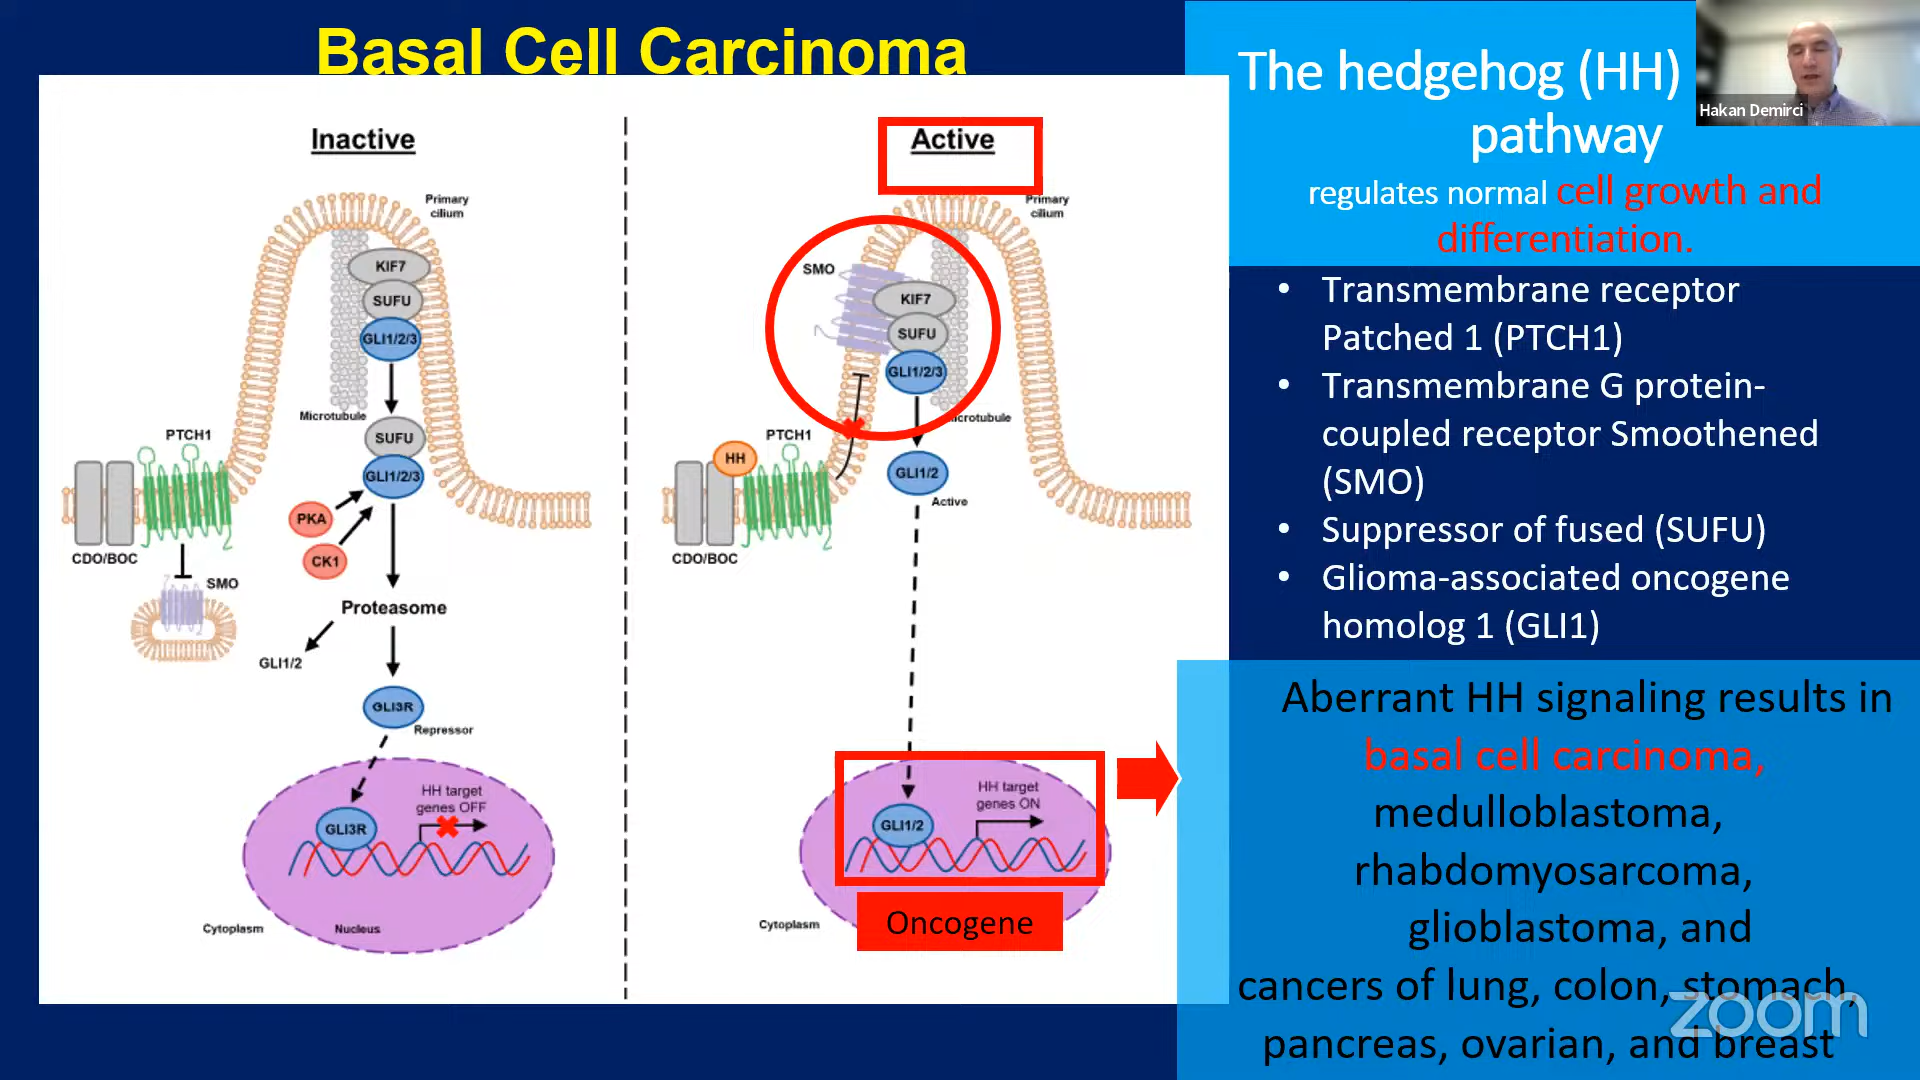 Basal Cell Carcinoma
Inactive
Primary
cilium
KIF7
SUFU
GLI1/2/3
Microtubule
PTCH1
SUFU
GLI1/2/3
PKA
CK1
CDO/BOC
SMO
Proteasome
GLI1/2
GLI3R
Repressor
HH target
genes OFF
GLI3R
Cytoplasm
Nucleus
Active
Primary
cilium
SMO
KIF7
SUFU
GLI1/2/3
Microtubule
PTCH1
HH
GLI1/2
Active
CDO/BOC
HH target
genes ON
GLI1/2
Cytoplasm
Oncogene
The hedgehog (HH)
pathway
regulates normal cell growth and
differentiation.
• Transmembrane receptor
Patched 1 (PTCH1)
• Transmembrane G protein-
coupled receptor Smoothened
(SMO)
• Suppressor of fused (SUFU)
• Glioma-associated oncogene
homolog 1 (GLI1)
Aberrant HH signaling results in
basal cell carcinoma,
medulloblastoma,
rhabdomyosarcoma,
glioblastoma, and
cancers of lung, colon, stomach,
pancreas, ovarian, and breast
Hakan Demirci
zoom